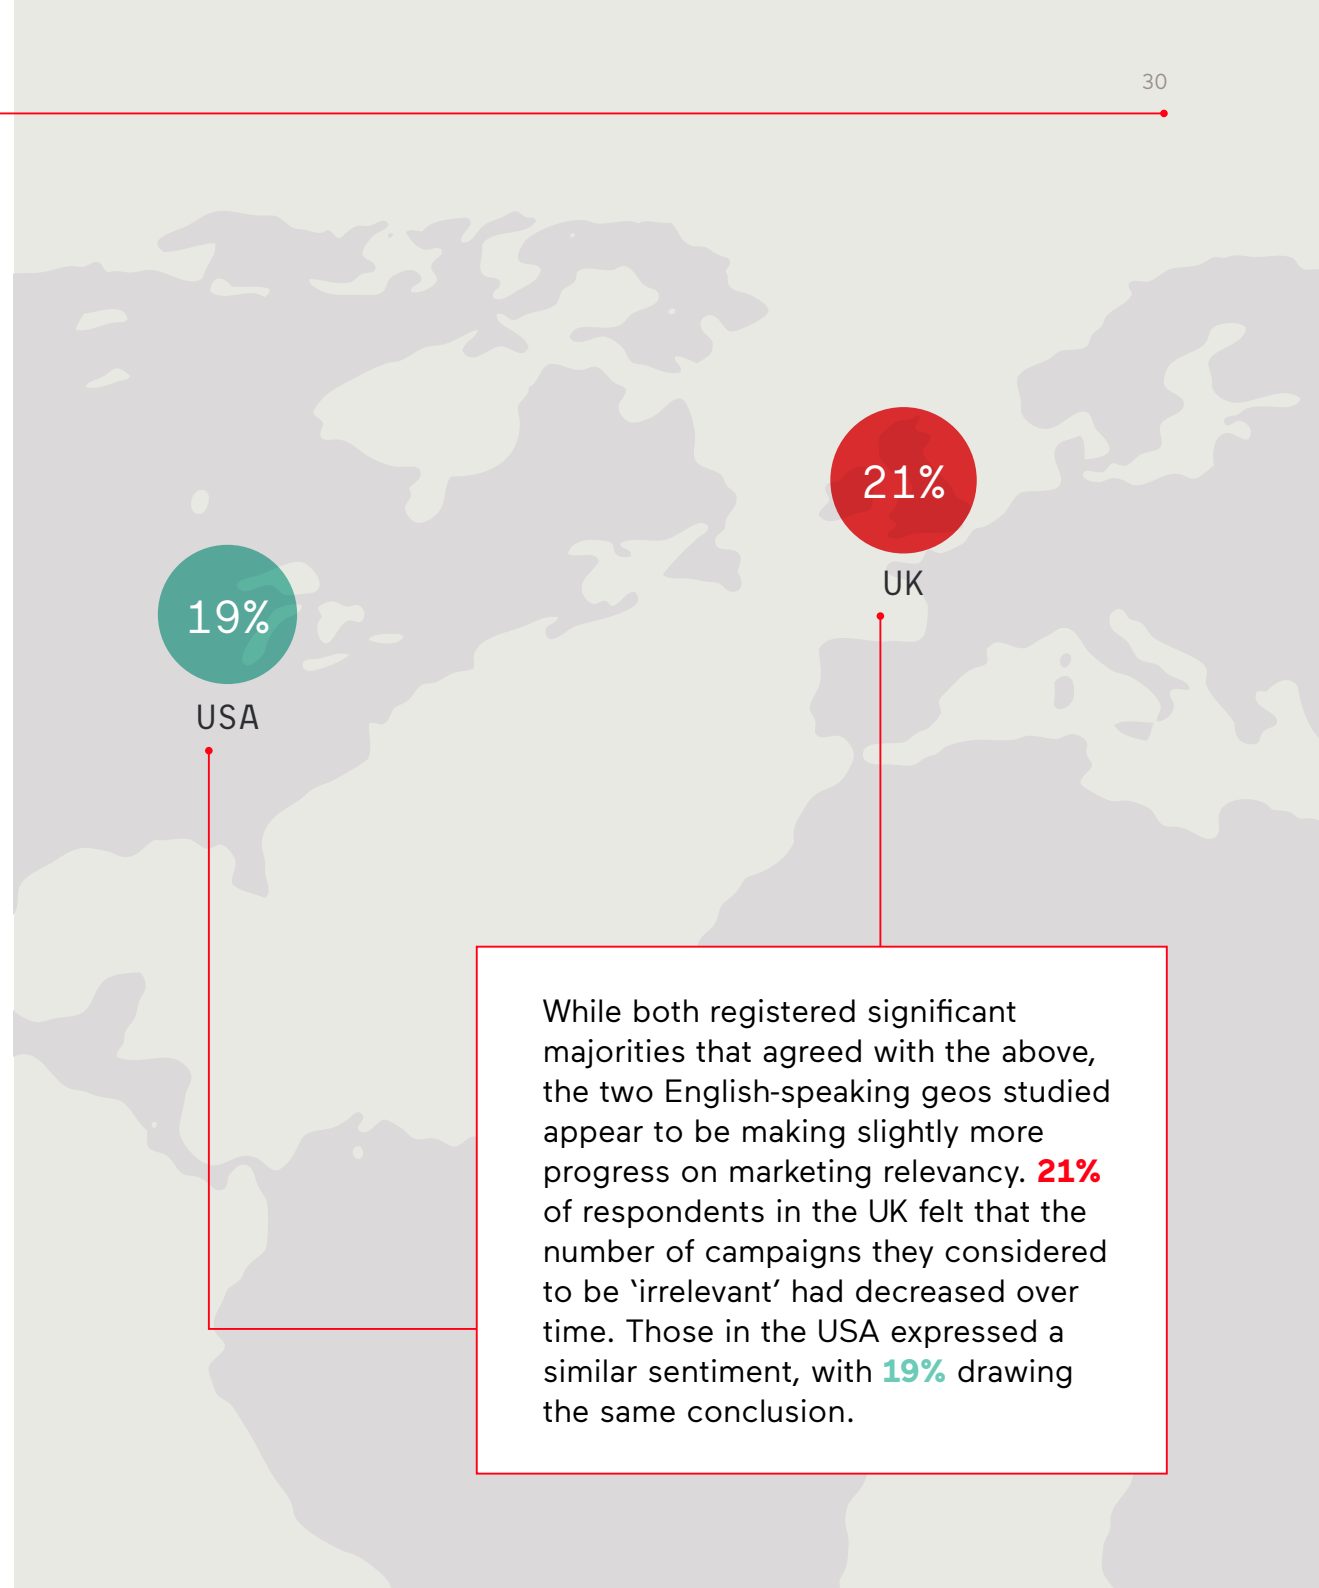 30
21%
UK
19%
USA
While both registered significant
majorities that agreed with the above,
the two English-speaking geos studied
appear to be making slightly more
progress on marketing relevancy. 21%
of respondents in the UK felt that the
number of campaigns they considered
to be ‘irrelevant’ had decreased over
time. Those in the USA expressed a
similar sentiment, with 19% drawing
the same conclusion.